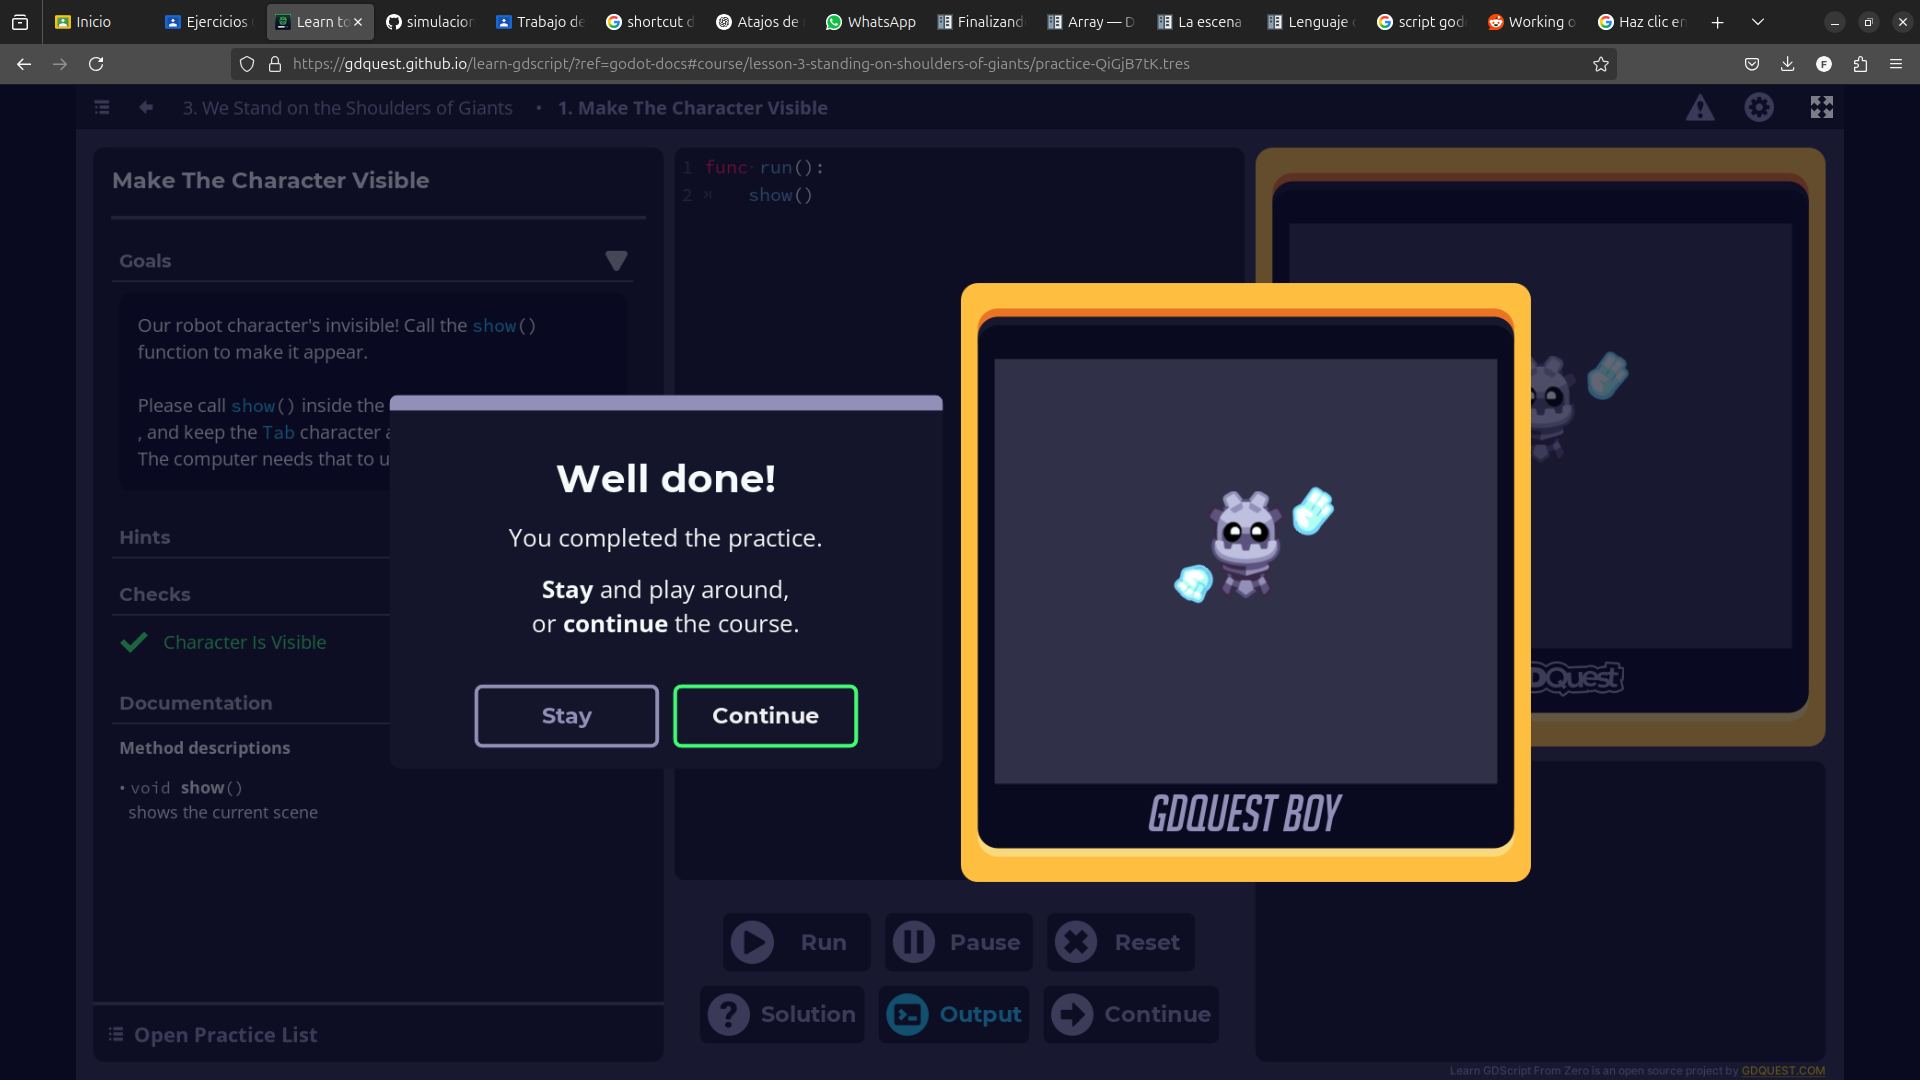 Inicio
Ejercicios
Learn to
simulacion
Trabajo de
shortcut d
Atajos de
WhatsApp
Finalizand
Array — D
La escena
Lenguaje
script god
Working o
Haz clic en
https://gdquest.github.io/learn-gdscript/?ref=godot-docs#course/lesson-3-standing-on-shoulders-of-giants/practice-QiGjB7tK.tres
3. We Stand on the Shoulders of Giants • 1. Make The Character Visible
Make The Character Visible
Goals
Our robot character's invisible! Call the show()
function to make it appear.
Please call show() inside the
, and keep the Tab character a
The computer needs that to u
Hints
Checks
Character Is Visible
Documentation
Method descriptions
• void show()
shows the current scene
Open Practice List
1 func run():
2 show()
Well done!
You completed the practice.
Stay and play around,
or continue the course.
Stay
Continue
GDQUEST BOY
DQuest
Run
Pause
Reset
Solution
Output
Continue
Learn GDScript From Zero is an open source project by GDQUEST.COM